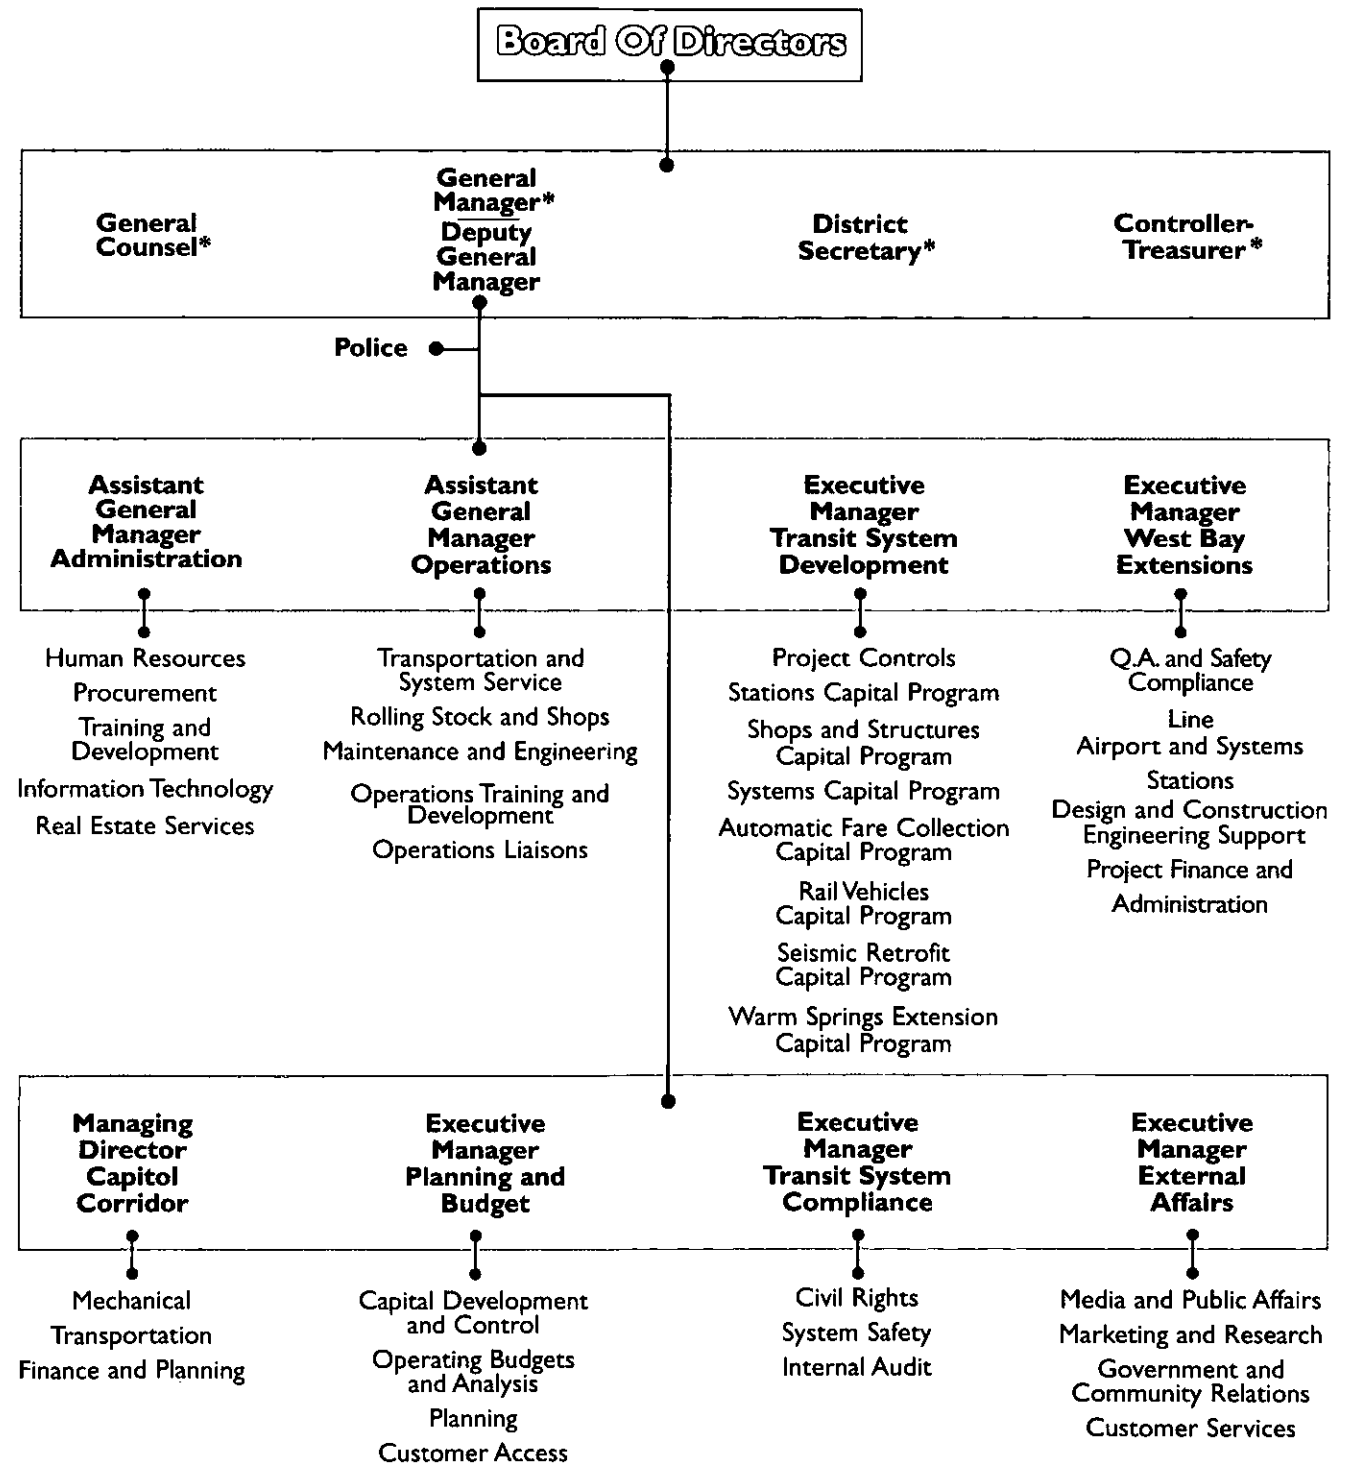 Board Of Directors
General
Counsel*
General
Manager*
Deputy
General
Manager
District
Secretary*
Controller-
Treasurer*
Police
Assistant
General
Manager
Administration
Assistant
General
Manager
Operations
Executive
Manager
Transit System
Development
Executive
Manager
West Bay
Extensions
Human Resources
Procurement
Training and
Development
Information Technology
Real Estate Services
Transportation and
System Service
Rolling Stock and Shops
Maintenance and Engineering
Operations Training and
Development
Operations Liaisons
Project Controls
Stations Capital Program
Shops and Structures
Capital Program
Systems Capital Program
Automatic Fare Collection
Capital Program
Rail Vehicles
Capital Program
Seismic Retrofit
Capital Program
Warm Springs Extension
Capital Program
Q.A. and Safety
Compliance
Line
Airport and Systems
Stations
Design and Construction
Engineering Support
Project Finance and
Administration
Managing
Director
Capitol
Corridor
Executive
Manager
Planning and
Budget
Executive
Manager
Transit System
Compliance
Executive
Manager
External
Affairs
Mechanical
Transportation
Finance and Planning
Capital Development
and Control
Operating Budgets
and Analysis
Planning
Customer Access
Civil Rights
System Safety
Internal Audit
Media and Public Affairs
Marketing and Research
Government and
Community Relations
Customer Services